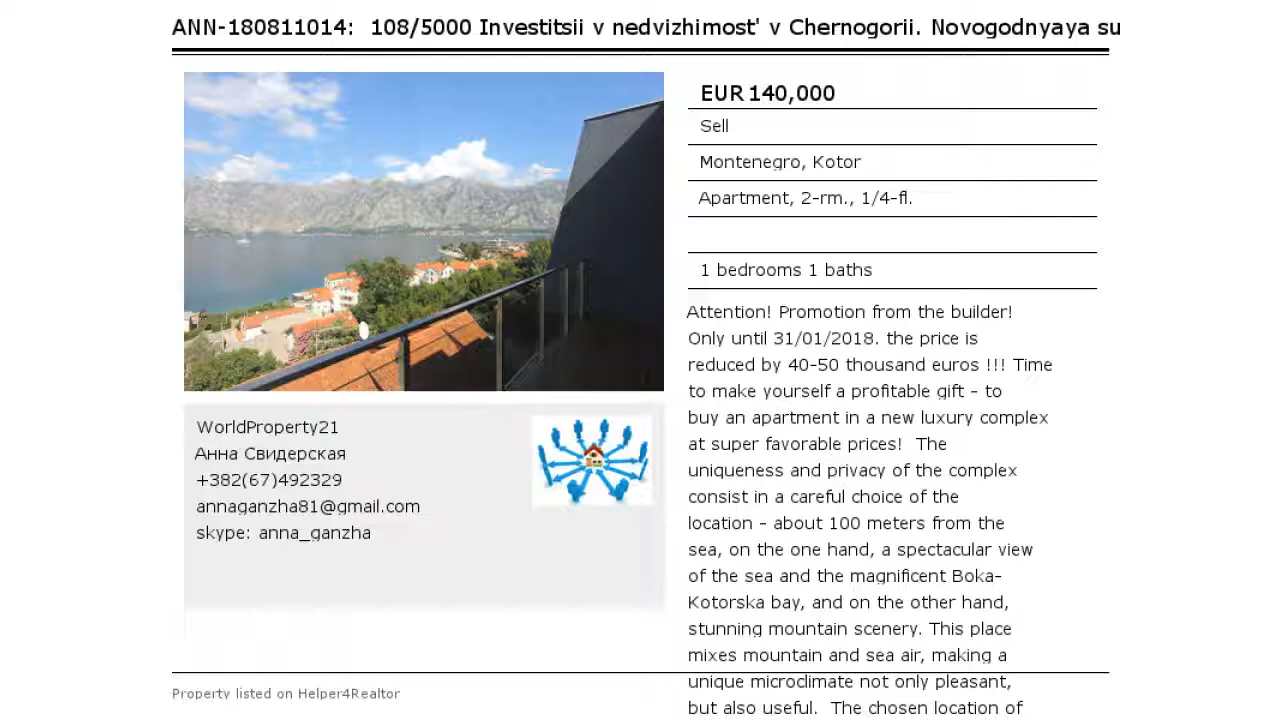 ANN-180811014: 108/5000 Investitsii v nedvizhimost' v Chernogorii. Novogodnyaya su
EUR 140,000
Sell
Montenegro, Kotor
Apartment, 2-rm., 1/4-fl.
1 bedrooms 1 baths
Attention! Promotion from the builder!
Only until 31/01/2018. the price is
reduced by 40-50 thousand euros !!! Time
to make yourself a profitable gift - to
buy an apartment in a new luxury complex
at super favorable prices! The
uniqueness and privacy of the complex
consist in a careful choice of the
location - about 100 meters from the
sea, on the one hand, a spectacular view
of the sea and the magnificent Boka-
Kotorska bay, and on the other hand,
stunning mountain scenery. This place
mixes mountain and sea air, making a
unique microclimate not only pleasant,
but also useful. The chosen location of
WorldProperty21
Анна Свидерская
+382(67)492329
annaganzha81@gmail.com
skype: anna_ganzha
Property listed on Helper4Realtor